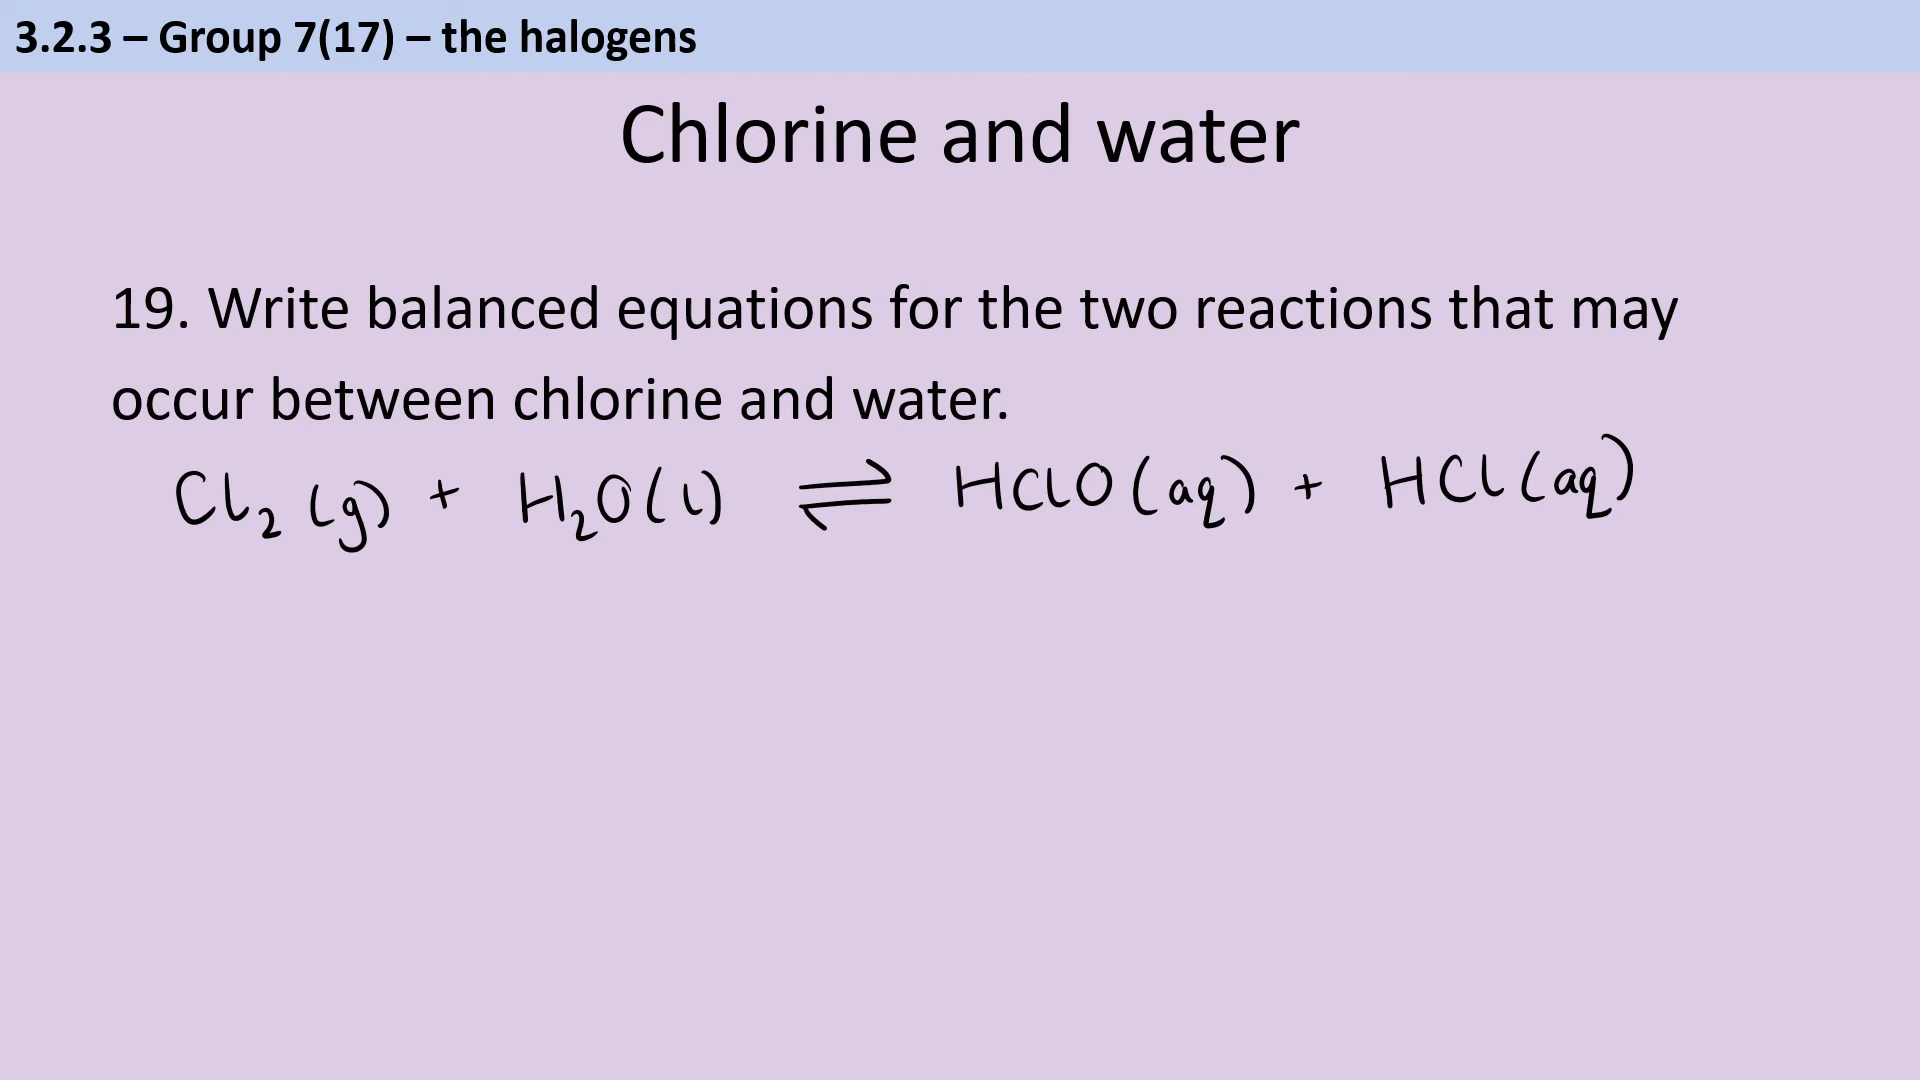 3.2.3 – Group 7(17) – the halogens
Chlorine and water
19. Write balanced equations for the two reactions that may
occur between chlorine and water.
Cl₂ (g) + H₂O(l) ⇌ HClO(aq) + HCl(aq)